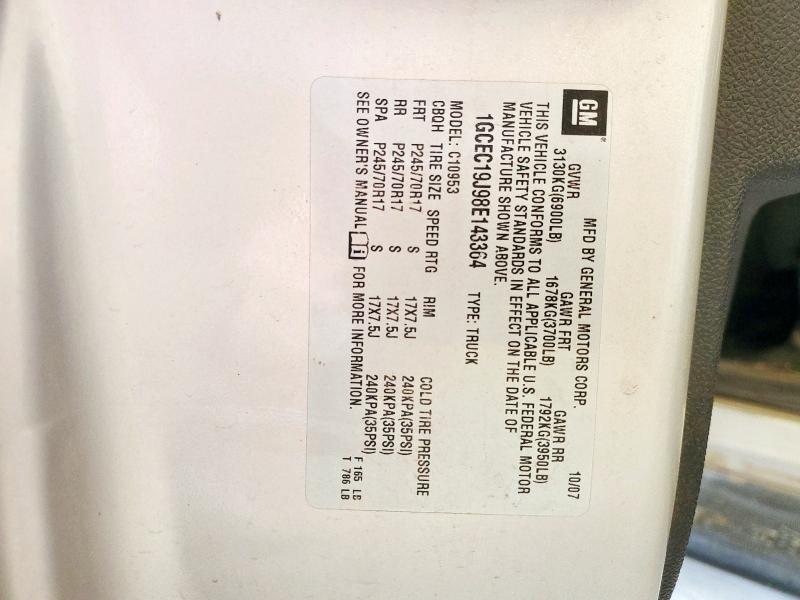 GM
MFD BY GENERAL MOTORS CORP. 10/07
GVWR GAWR FRT GAWR RR
3130KG(6900LB) 1678KG(3700LB) 1792KG(3950LB)
THIS VEHICLE CONFORMS TO ALL APPLICABLE U.S. FEDERAL MOTOR
VEHICLE SAFETY STANDARDS IN EFFECT ON THE DATE OF
MANUFACTURE SHOWN ABOVE.
1GCEC19J98E143364 TYPE: TRUCK
MODEL: C10953
CBQH TIRE SIZE SPEED RTG RIM COLD TIRE PRESSURE
FRT P245/70R17 S 17X7.5J 240KPA(35PSI)
RR P245/70R17 S 17X7.5J 240KPA(35PSI)
SPA P245/70R17 S 17X7.5J 240KPA(35PSI)
SEE OWNER'S MANUAL FOR MORE INFORMATION.
F 165 LB
T 786 LB